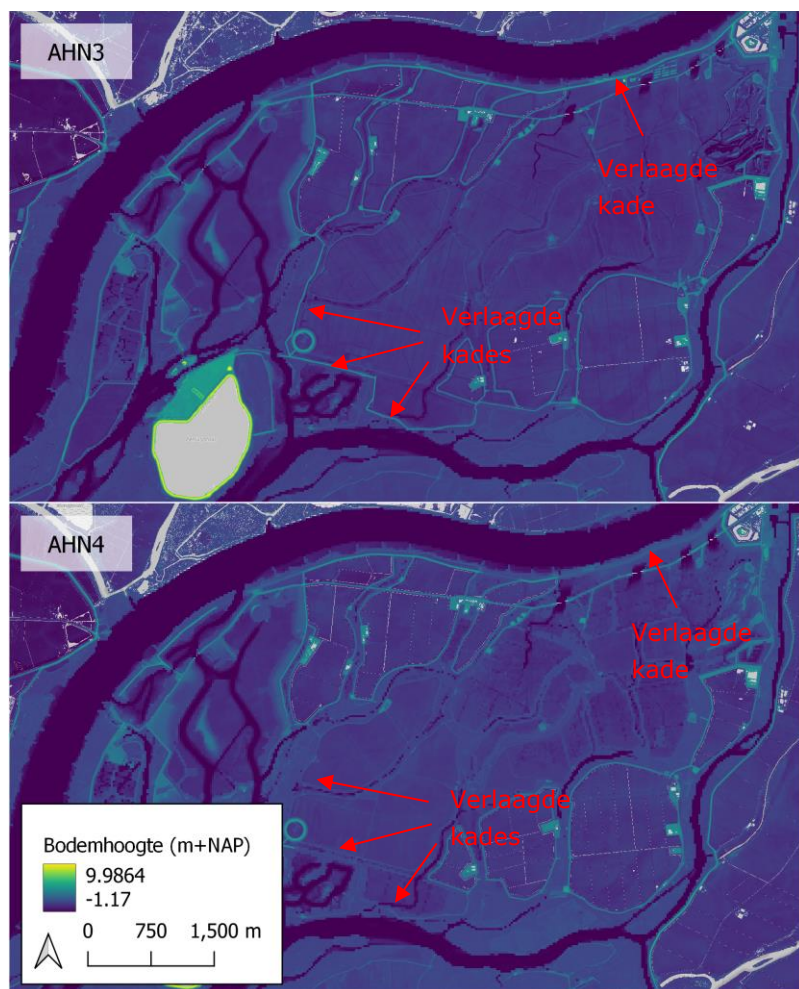 AHN3
Verlaagde
kade
Verlaagde
kades
AHN4
Verlaagde
kade
Verlaagde
kades
Bodemhoogte (m+NAP)
9.9864
-1.17
0 750 1,500 m